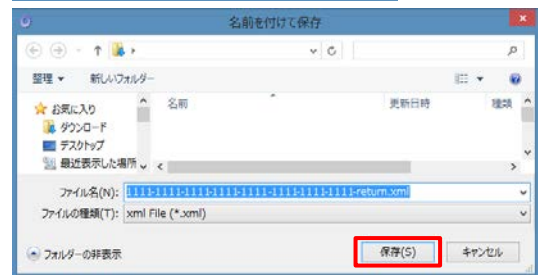 名前を付けて保存
整理 新しいフォルダー
名前 更新日時 種類
お気に入り
ダウンロード
デスクトップ
最近表示した場所
ファイル名(N): 1111-1111-1111-1111-1111-1111-1111-1111-return.xml
ファイルの種類(T): xml File (*.xml)
フォルダーの非表示 保存(S) キャンセル